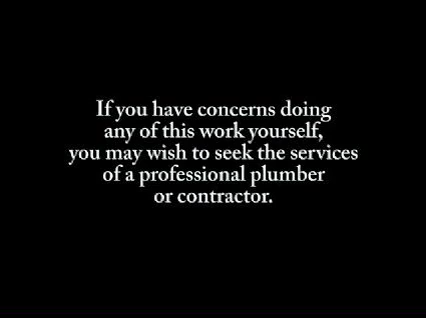 If you have concerns doing
any of this work yourself,
you may wish to seek the services
of a professional plumber
or contractor.